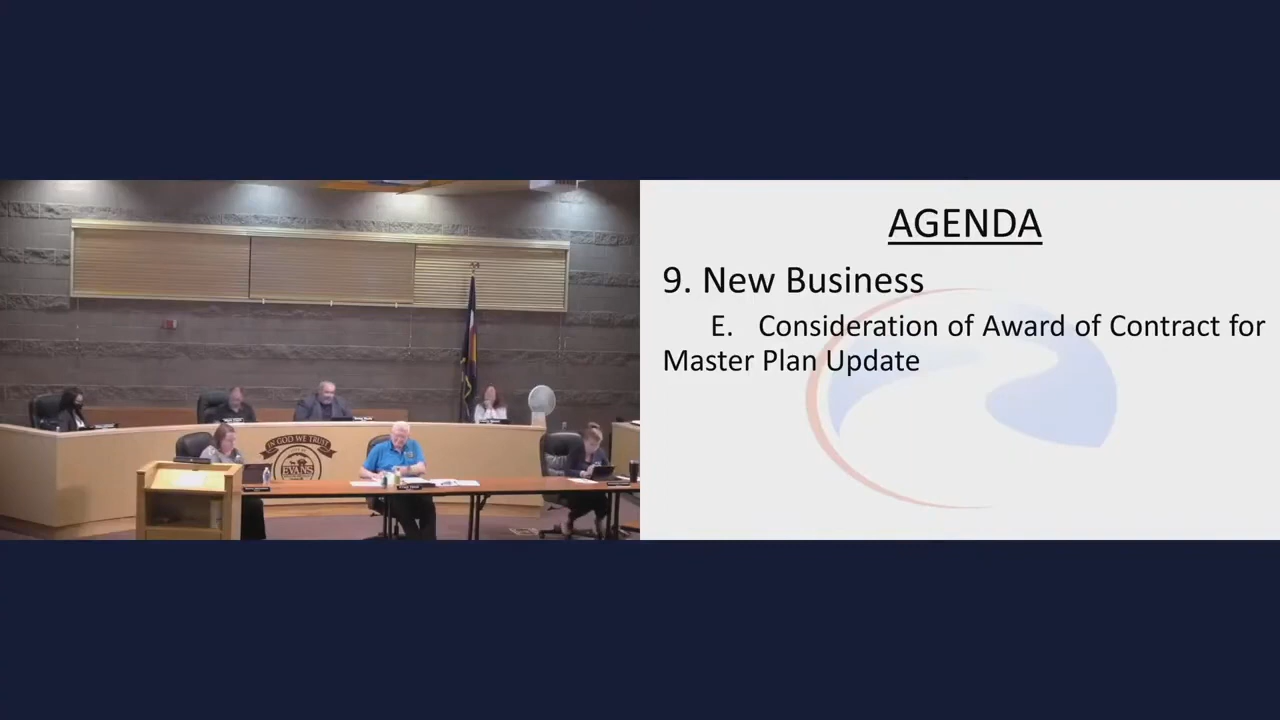 AGENDA
9. New Business
E. Consideration of Award of Contract for
Master Plan Update
IN GOD WE TRUST
EVANS